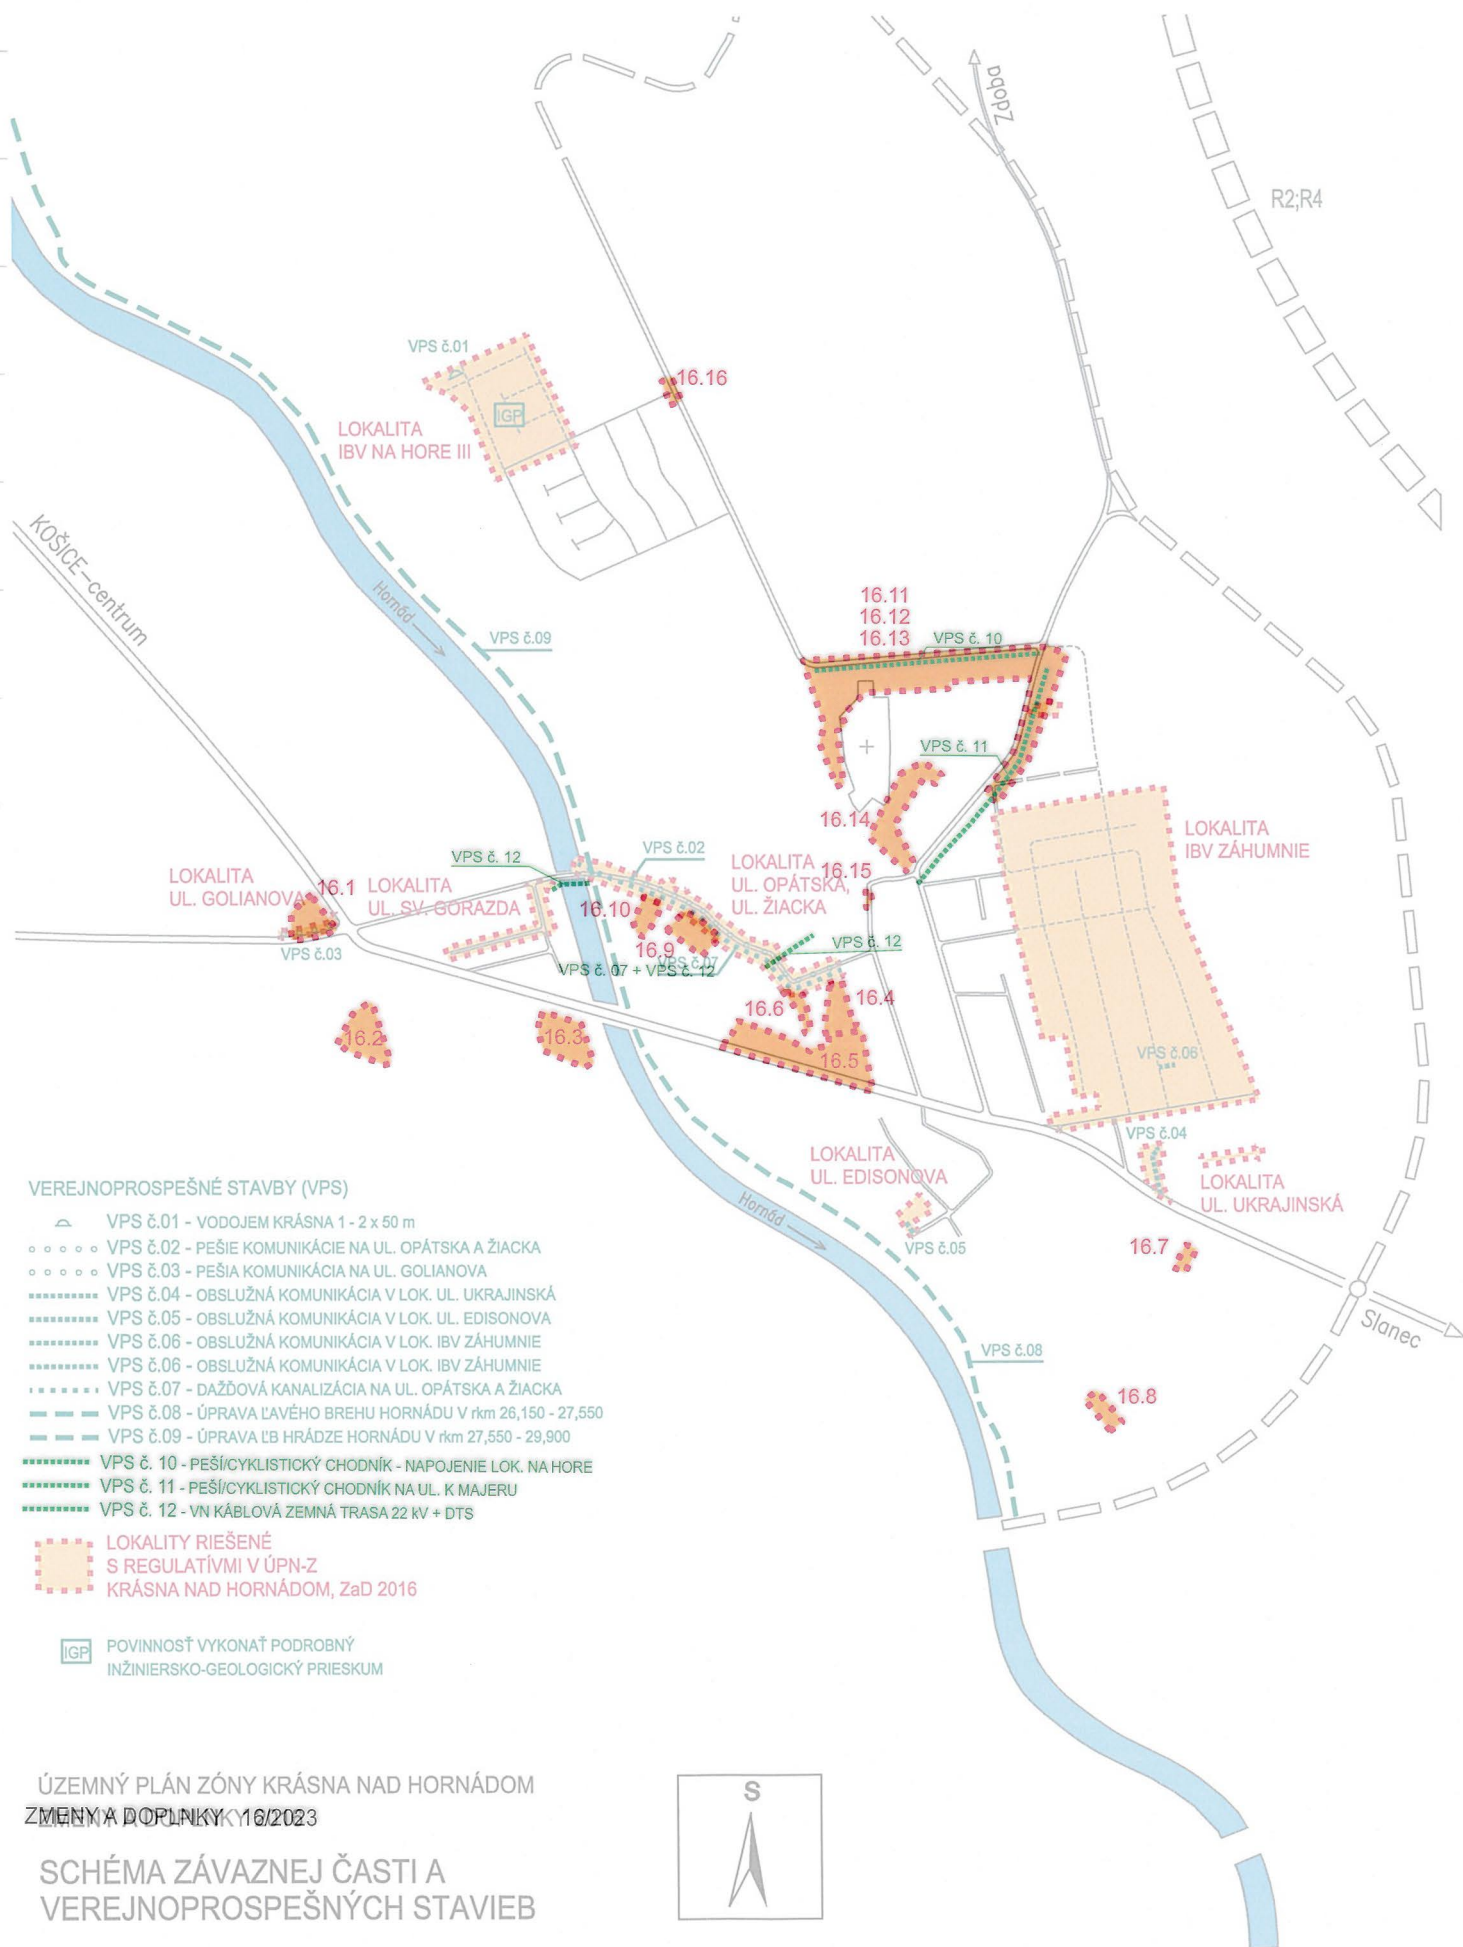 Zdoba
R2;R4
VPS č.01
16.16
IGP
LOKALITA
IBV NA HORE III
KOŠICE-centrum
Hornád
VPS č.09
16.11
16.12
16.13
VPS č. 10
VPS č. 11
16.14
LOKALITA
IBV ZÁHUMNIE
VPS č. 12
VPS č.02
LOKALITA
UL. OPÁTSKA,
UL. ŽIACKA
16.15
LOKALITA
UL. GOLIANOVA
16.1
LOKALITA
UL. SV. GORAZDA
16.10
16.9
VPS č. 12
VPS č.03
VPS č.07
VPS č. 07 + VPS č. 12
16.6
16.4
16.2
16.3
16.5
VPS č.06
VPS č.04
LOKALITA
UL. EDISONOVA
LOKALITA
UL. UKRAJINSKÁ
Hornád
VPS č.05
16.7
Slanec
VPS č.08
16.8
VEREJNOPROSPEŠNÉ STAVBY (VPS)
VPS č.01 - VODOJEM KRÁSNA 1 - 2 x 50 m
VPS č.02 - PEŠIE KOMUNIKÁCIE NA UL. OPÁTSKA A ŽIACKA
VPS č.03 - PEŠIA KOMUNIKÁCIA NA UL. GOLIANOVA
VPS č.04 - OBSLUŽNÁ KOMUNIKÁCIA V LOK. UL. UKRAJINSKÁ
VPS č.05 - OBSLUŽNÁ KOMUNIKÁCIA V LOK. UL. EDISONOVA
VPS č.06 - OBSLUŽNÁ KOMUNIKÁCIA V LOK. IBV ZÁHUMNIE
VPS č.06 - OBSLUŽNÁ KOMUNIKÁCIA V LOK. IBV ZÁHUMNIE
VPS č.07 - DAŽĎOVÁ KANALIZÁCIA NA UL. OPÁTSKA A ŽIACKA
VPS č.08 - ÚPRAVA ĽAVÉHO BREHU HORNÁDU V rkm 26,150 - 27,550
VPS č.09 - ÚPRAVA ĽB HRÁDZE HORNÁDU V rkm 27,550 - 29,900
VPS č. 10 - PEŠÍ/CYKLISTICKÝ CHODNÍK - NAPOJENIE LOK. NA HORE
VPS č. 11 - PEŠÍ/CYKLISTICKÝ CHODNÍK NA UL. K MAJERU
VPS č. 12 - VN KÁBLOVÁ ZEMNÁ TRASA 22 kV + DTS
LOKALITY RIEŠENÉ
S REGULATÍVMI V ÚPN-Z
KRÁSNA NAD HORNÁDOM, ZaD 2016
IGP
POVINNOSŤ VYKONAŤ PODROBNÝ
INŽINIERSKO-GEOLOGICKÝ PRIESKUM
ÚZEMNÝ PLÁN ZÓNY KRÁSNA NAD HORNÁDOM
ZMENY A DOPLNKY 16/2023
SCHÉMA ZÁVAZNEJ ČASTI A
VEREJNOPROSPEŠNÝCH STAVIEB
S